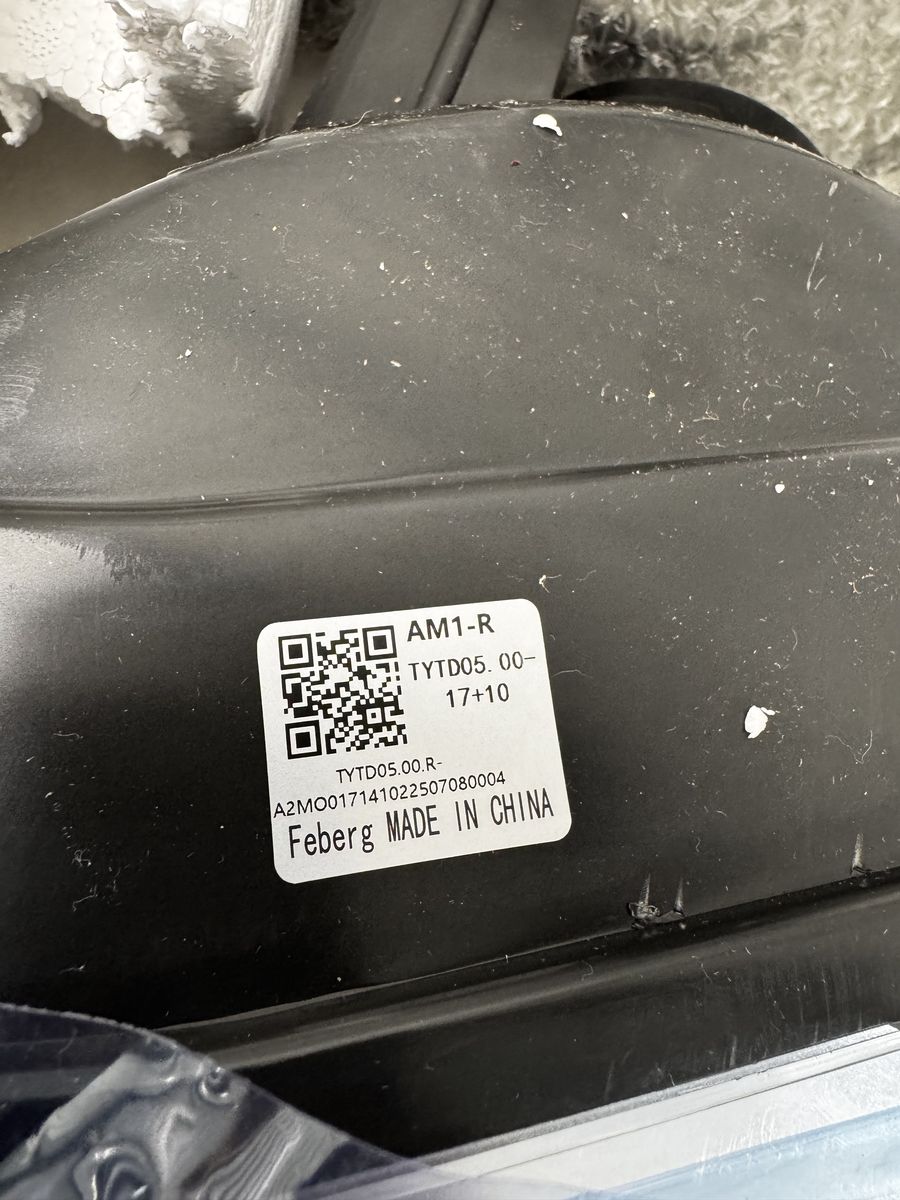 AM1-R
TYTD05. 00-
17+10
TYTD05.00.R-
A2MO017141022507080004
Feberg MADE IN CHINA